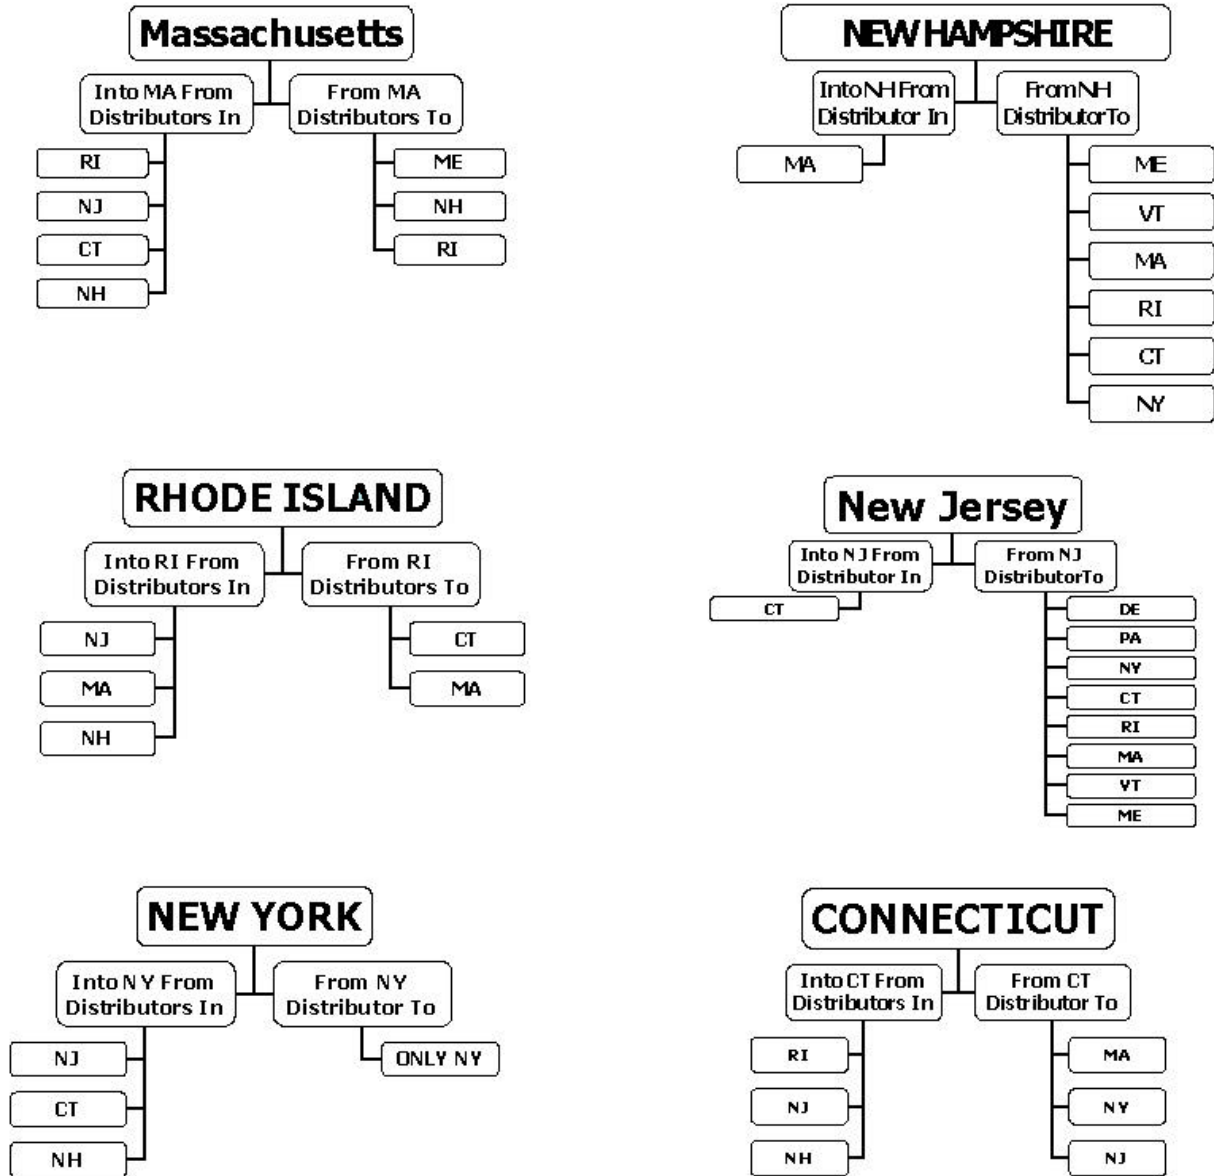 Massachusetts
Into MA From
Distributors In
From MA
Distributors To
RI
NJ
CT
NH
ME
NH
RI
NEW HAMPSHIRE
Into NH From
Distributor In
From NH
Distributor To
MA
ME
VT
MA
RI
CT
NY
RHODE ISLAND
Into RI From
Distributors In
From RI
Distributors To
NJ
MA
NH
CT
MA
New Jersey
Into NJ From
Distributor In
From NJ
Distributor To
CT
DE
PA
NY
CT
RI
MA
VT
ME
NEW YORK
Into NY From
Distributors In
From NY
Distributor To
NJ
CT
NH
ONLY NY
CONNECTICUT
Into CT From
Distributors In
From CT
Distributor To
RI
NJ
NH
MA
NY
NJ